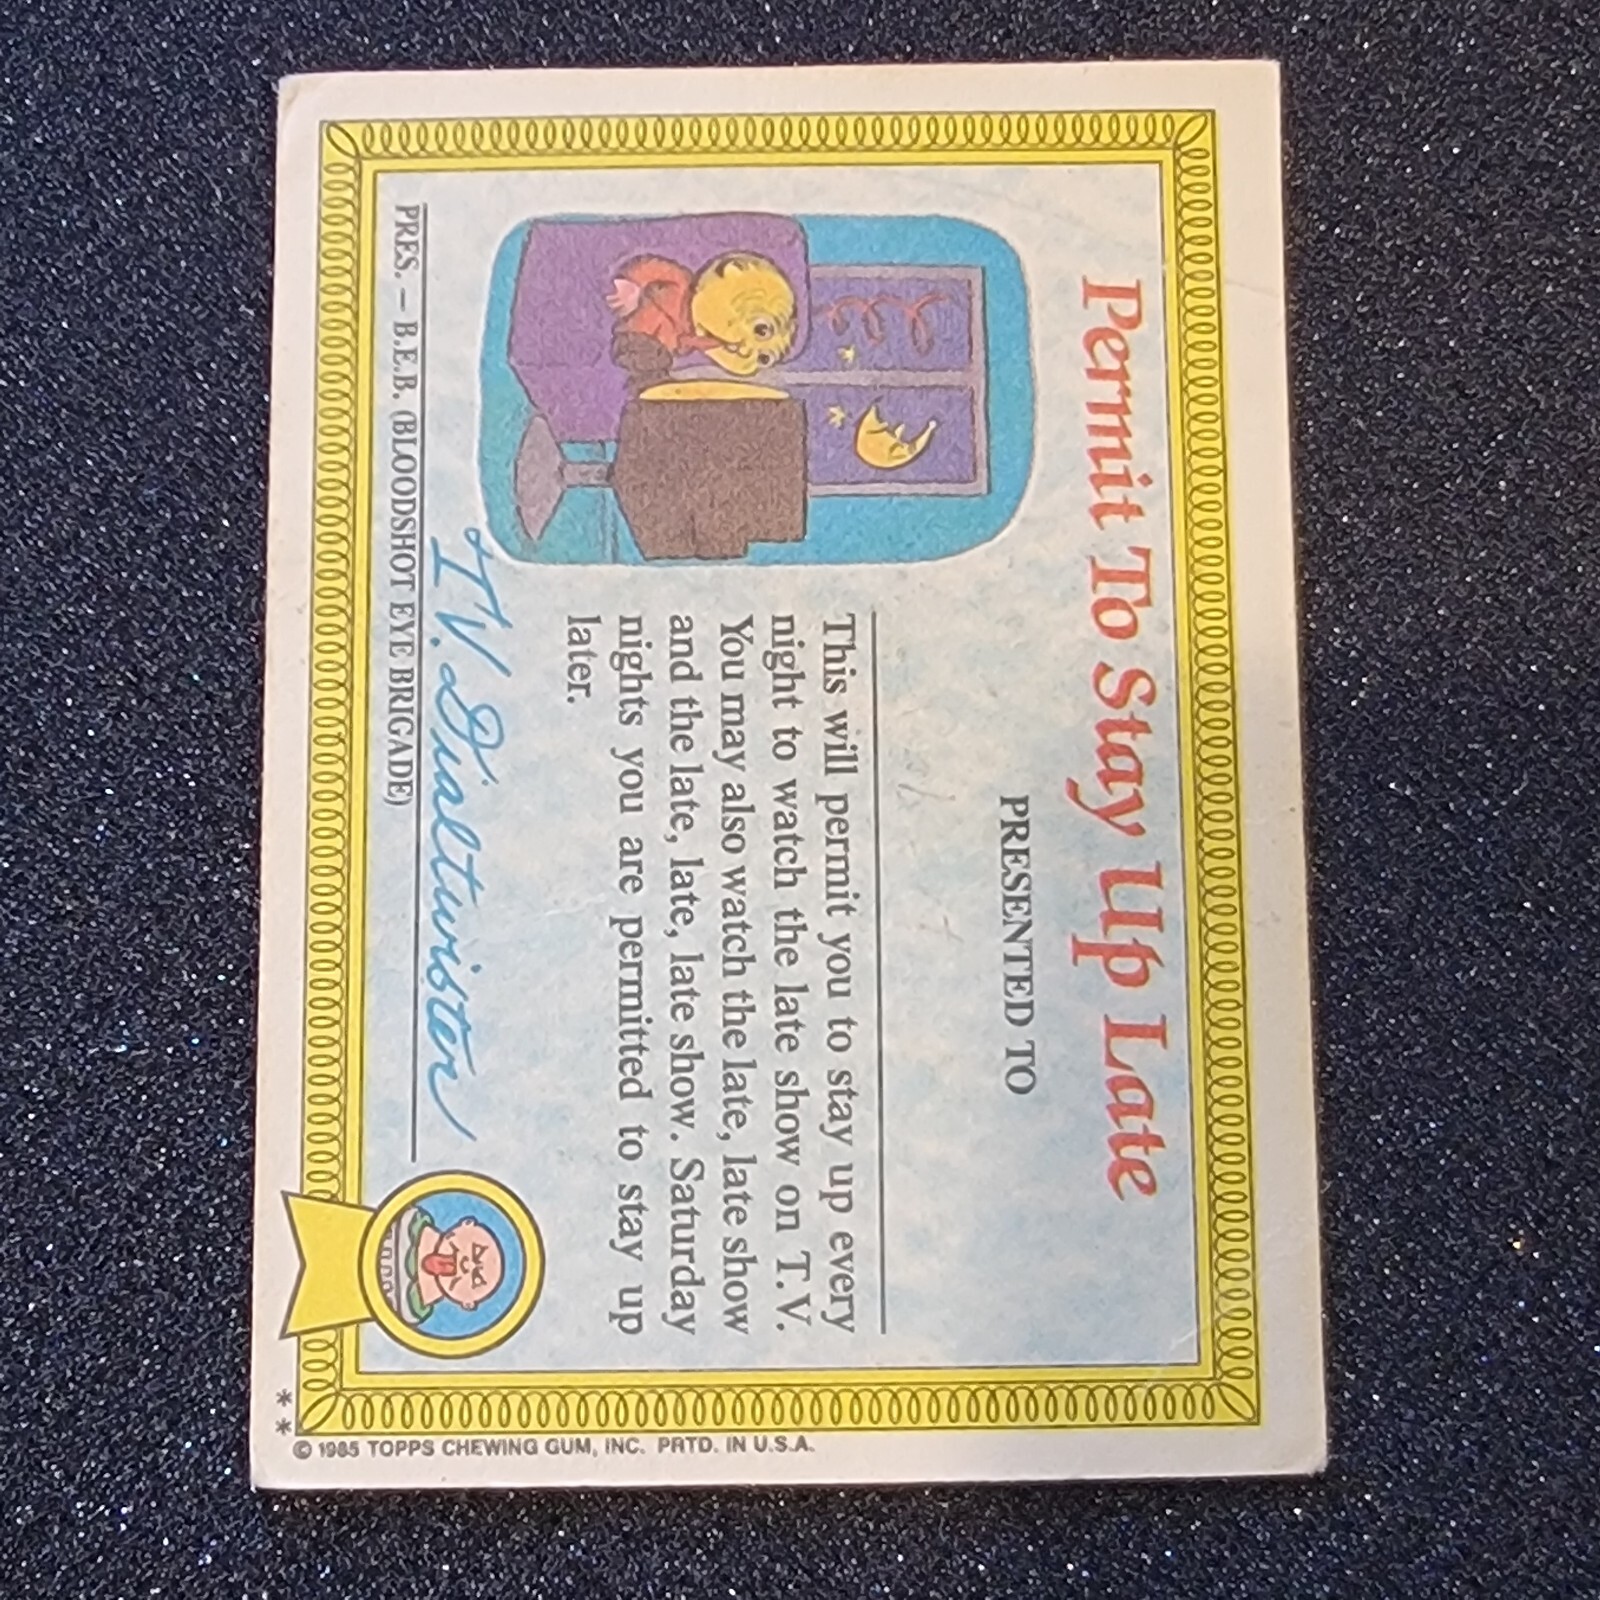 Permit To Stay Up Late
PRESENTED TO
This will permit you to stay up every
night to watch the late show on T.V.
You may also watch the late, late show
and the late, late, late show. Saturday
nights you are permitted to stay up
later.
T.V. Dialtwister
PRES. – B.E.B. (BLOODSHOT EYE BRIGADE)
** © 1985 TOPPS CHEWING GUM, INC. PRTD. IN U.S.A.